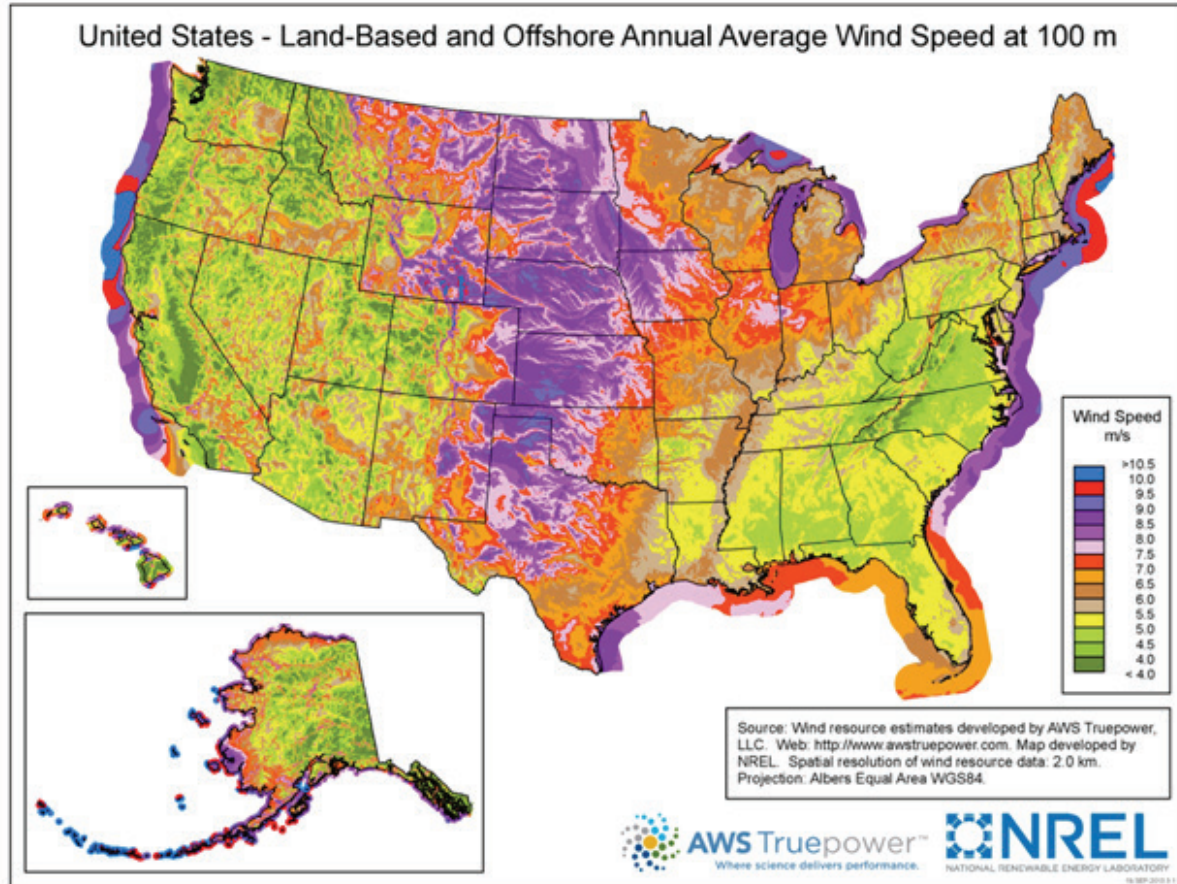 United States - Land-Based and Offshore Annual Average Wind Speed at 100 m
Wind Speed
m/s
>10.5
10.0
9.5
9.0
8.5
8.0
7.5
7.0
6.5
6.0
5.5
5.0
4.5
4.0
< 4.0
Source: Wind resource estimates developed by AWS Truepower,
LLC. Web: http://www.awstruepower.com. Map developed by
NREL. Spatial resolution of wind resource data: 2.0 km.
Projection: Albers Equal Area WGS84.
AWS Truepower™
Where science delivers performance.
NREL
NATIONAL RENEWABLE ENERGY LABORATORY